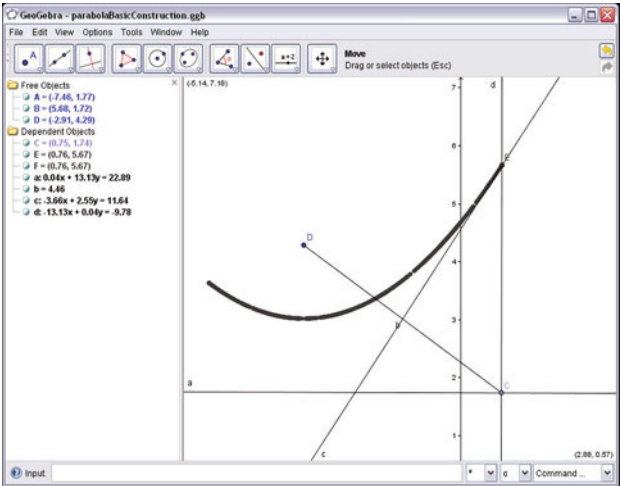 GeoGebra - parabolaBasicConstruction.ggb
File Edit View Options Tools Window Help
A
a=2
Move
Drag or select objects (Esc)
Free Objects
A = (-7.46, 1.77)
B = (5.68, 1.72)
D = (-2.91, 4.29)
Dependent Objects
C = (0.75, 1.74)
E = (0.76, 5.67)
F = (0.76, 5.67)
a: 0.04x + 13.13y = 22.89
b = 4.46
c: -3.66x + 2.55y = 11.64
d: -13.13x + 0.04y = -9.78
(-5.14, 7.18)
7
d
6
E
5
D
4
3
b
2
a
C
1
c
(2.88, 0.57)
Input:
Command ...